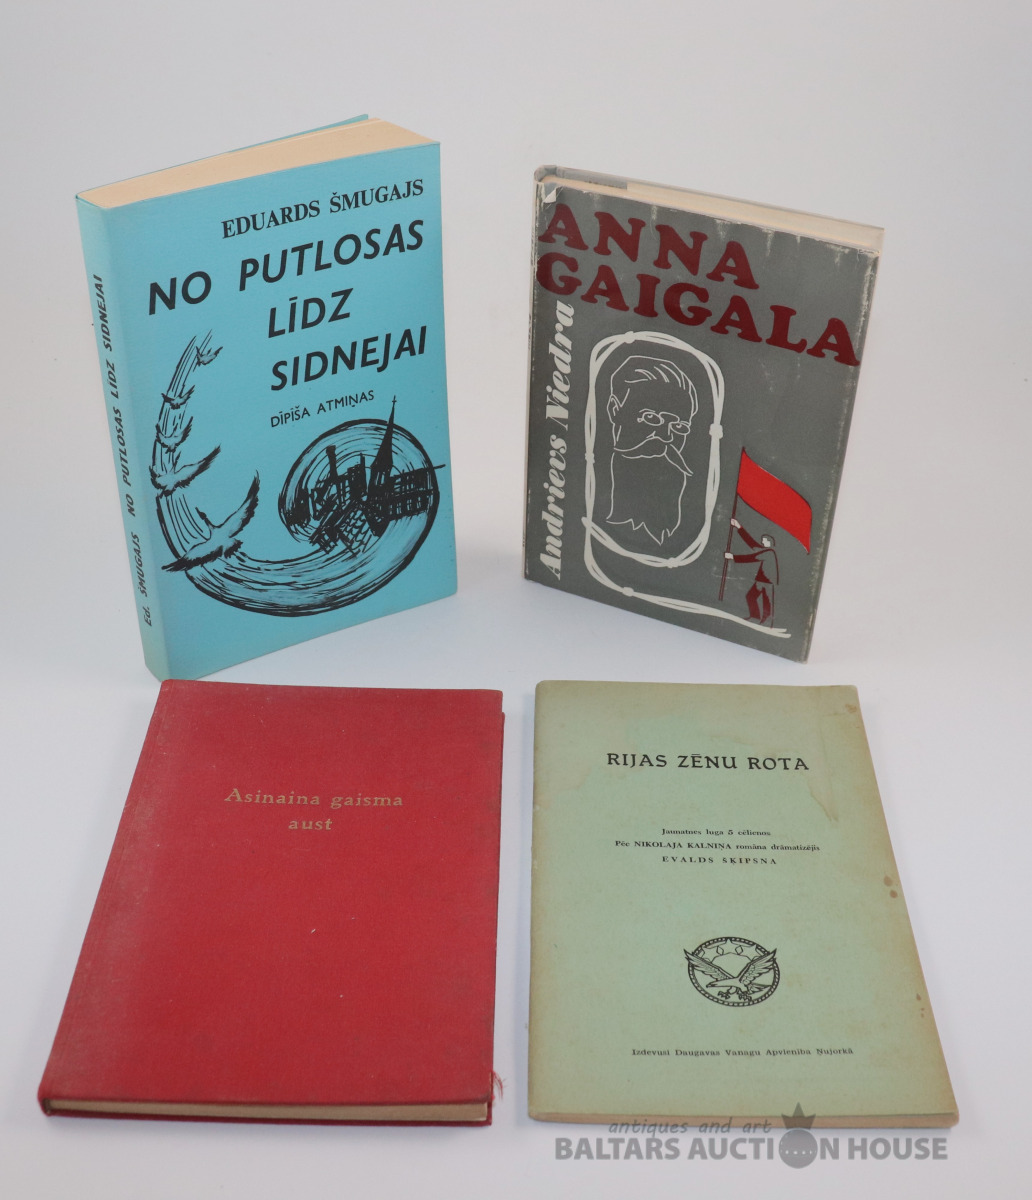 EDUARDS ŠMUGAJS
NO PUTLOSAS
LĪDZ
SIDNEJAI
DĪPĪŠA ATMIŅAS
Ed. ŠMUGAJS NO PUTLOSAS LĪDZ SIDNEJAI
ANNA
GAIGALA
Andrievs Niedra
Asinaina gaisma
aust
RIJAS ZĒNU ROTA
Jaunatnes luga 5 cēlienos
Pēc NIKOLAJA KALNIŅA romāna drāmatizējis
EVALDS ŠĶIPSNA
Izdevusi Daugavas Vanagu Apvienība Ņujorkā
antiques and art
BALTARS AUCTION HOUSE